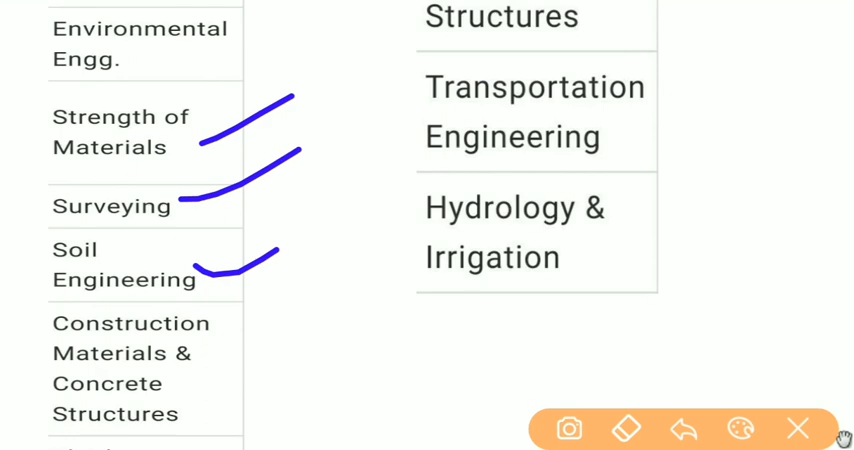 Environmental
Engg.
Strength of
Materials
Surveying
Soil
Engineering
Construction
Materials &
Concrete
Structures
Structures
Transportation
Engineering
Hydrology &
Irrigation